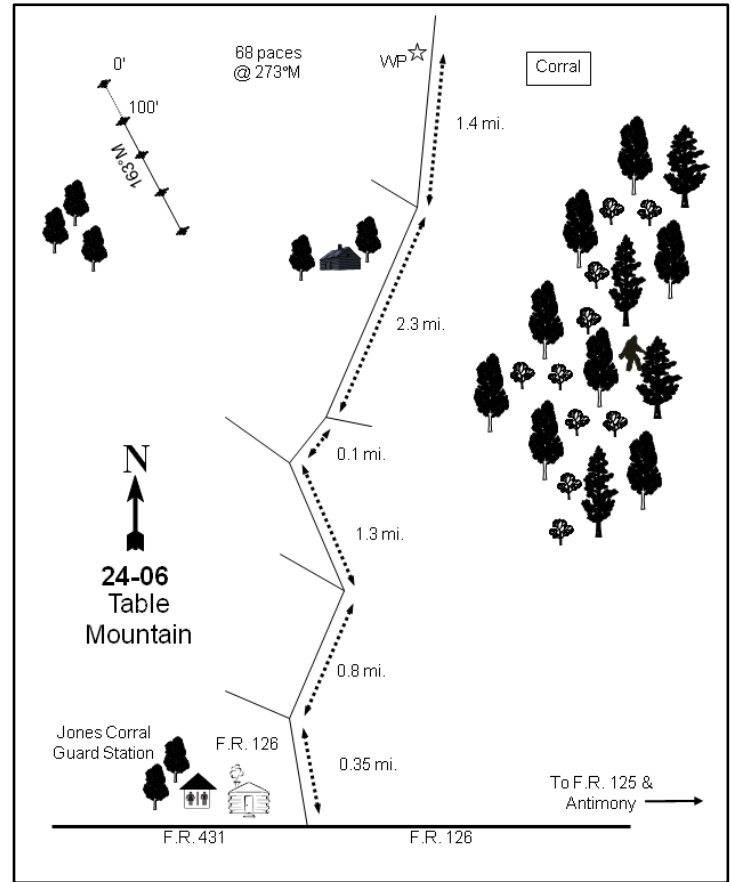 0'
100'
163°M
68 paces
@ 273°M
WP
Corral
1.4 mi.
2.3 mi.
0.1 mi.
1.3 mi.
N
24-06
Table
Mountain
0.8 mi.
Jones Corral
Guard Station
F.R. 126
0.35 mi.
To F.R. 125 &
Antimony
F.R. 431
F.R. 126